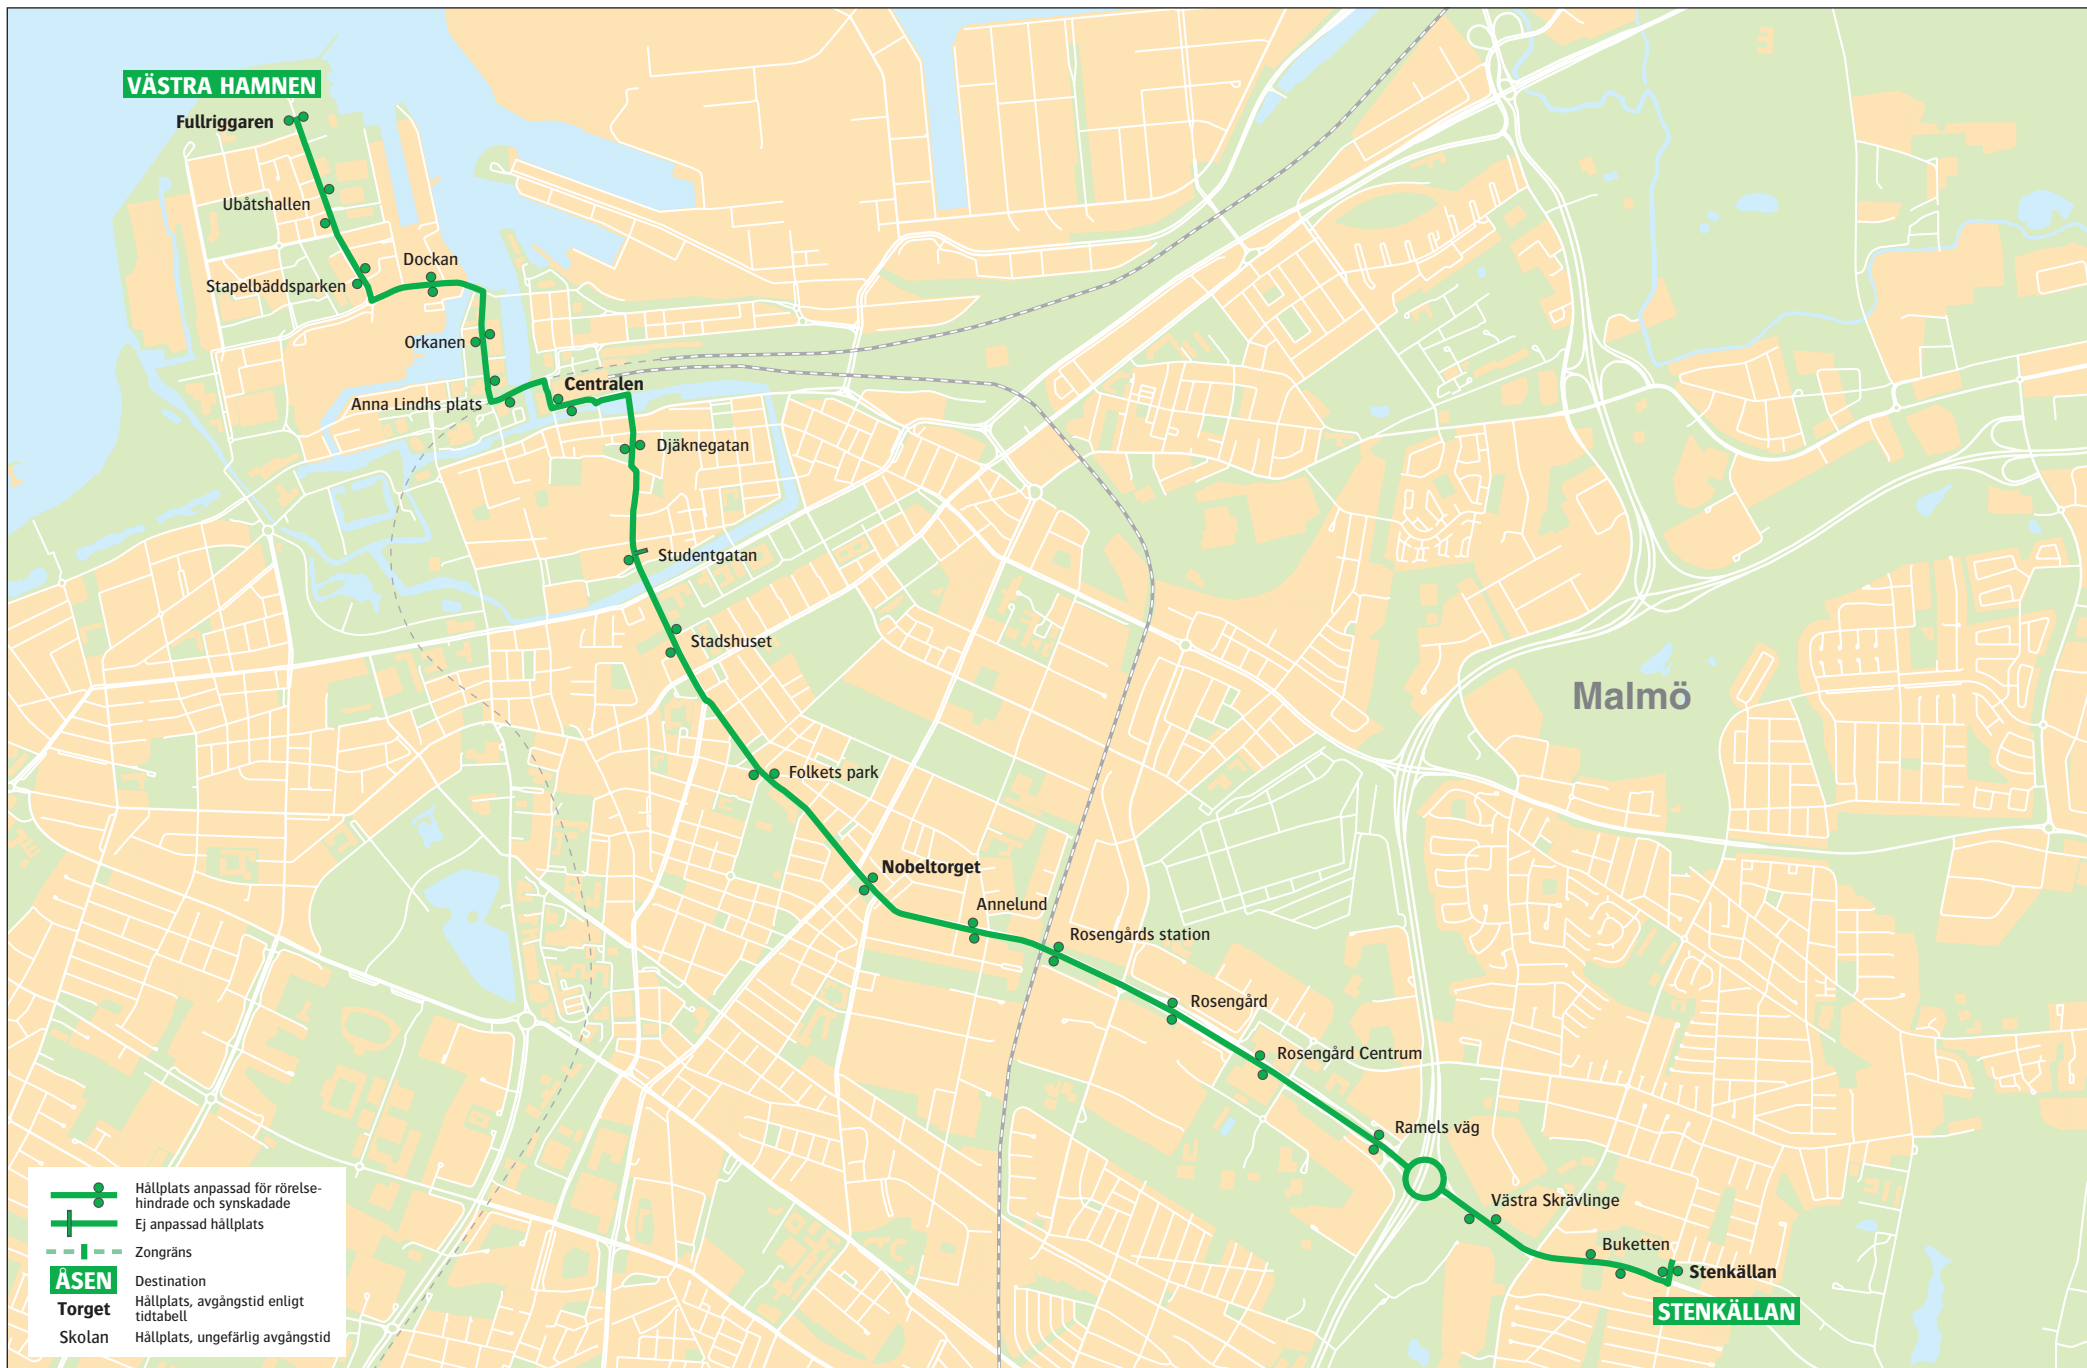 VÄSTRA HAMNEN
Fullriggaren
Ubåtshallen
Dockan
Stapelbäddsparken
Orkanen
Centralen
Anna Lindhs plats
Djäknegatan
Studentgatan
Stadshuset
Malmö
Folkets park
Nobeltorget
Annelund
Rosengårds station
Rosengård
Rosengård Centrum
Ramels väg
Västra Skrävlinge
Buketten
Stenkällan
STENKÄLLAN
Hållplats anpassad för rörelse-
hindrade och synskadade
Ej anpassad hållplats
Zongräns
ÅSEN Destination
Torget Hållplats, avgångstid enligt
tidtabell
Skolan Hållplats, ungefärlig avgångstid